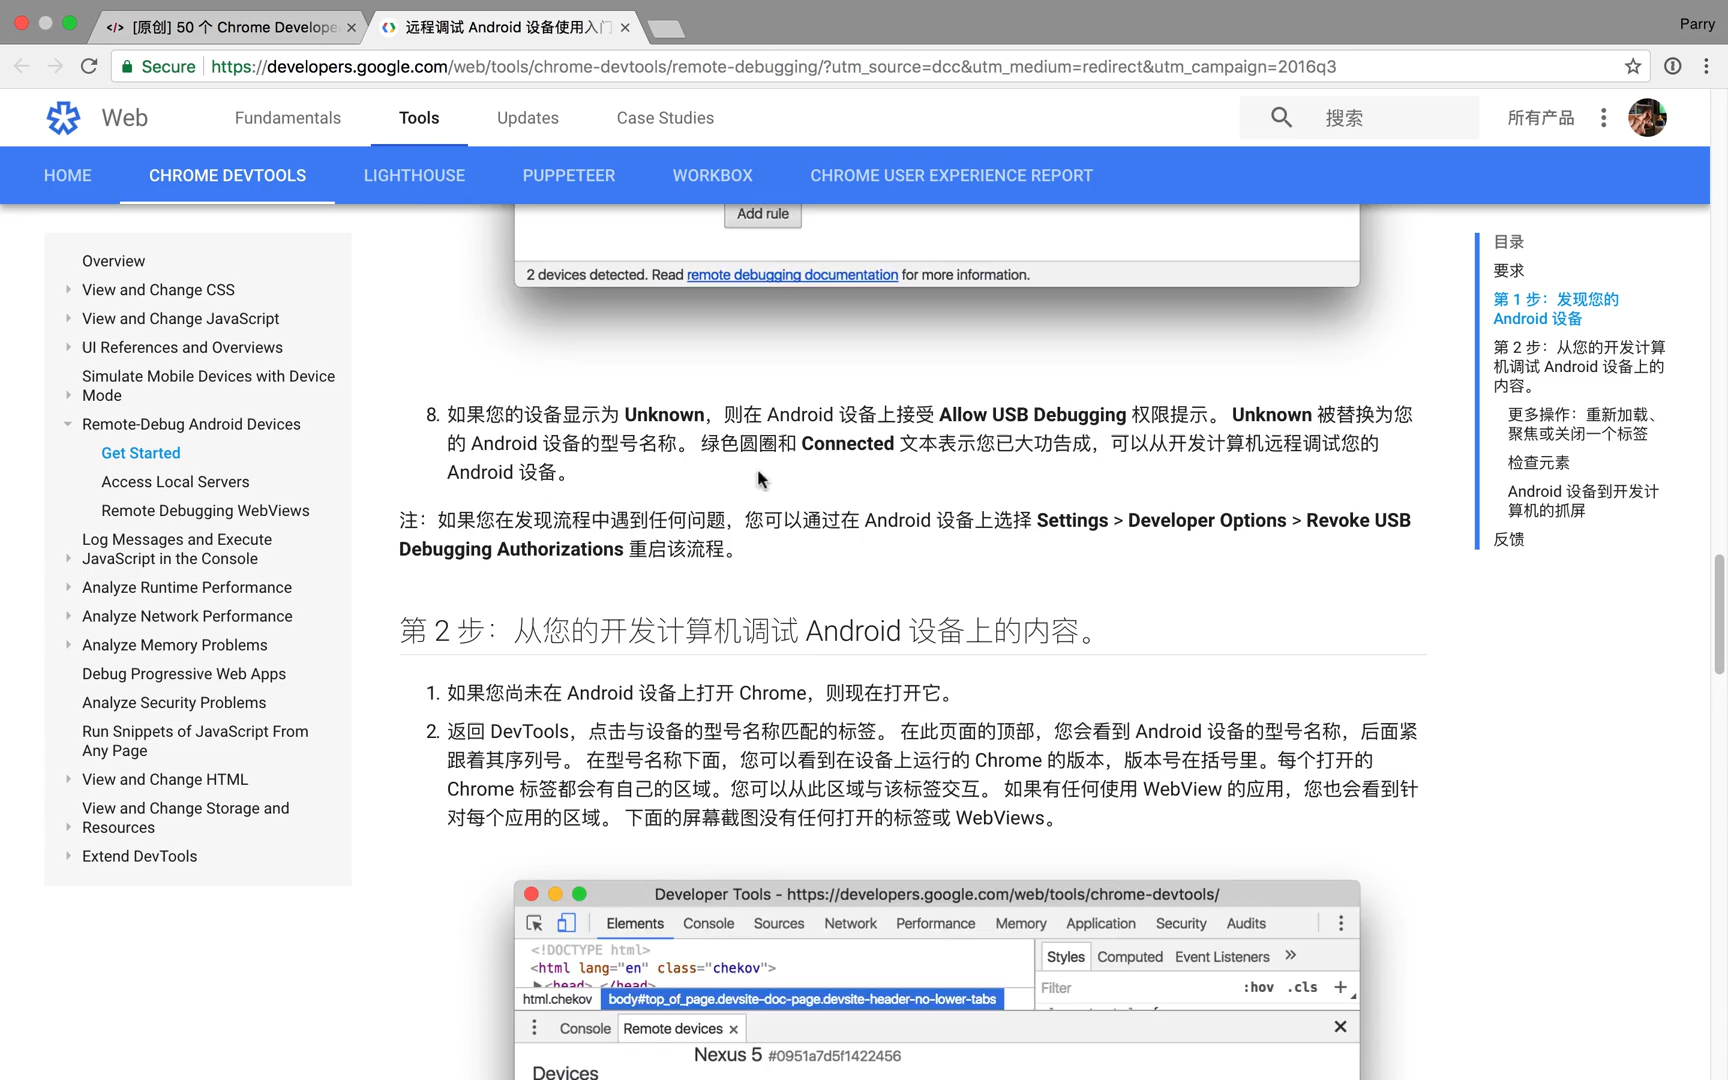 [原创] 50 个 Chrome Develope
远程调试 Android 设备使用入门
Parry
Secure
https://developers.google.com/web/tools/chrome-devtools/remote-debugging/?utm_source=dcc&utm_medium=redirect&utm_campaign=2016q3
Web
Fundamentals
Tools
Updates
Case Studies
搜索
所有产品
HOME
CHROME DEVTOOLS
LIGHTHOUSE
PUPPETEER
WORKBOX
CHROME USER EXPERIENCE REPORT
Overview
View and Change CSS
View and Change JavaScript
UI References and Overviews
Simulate Mobile Devices with Device
Mode
Remote-Debug Android Devices
Get Started
Access Local Servers
Remote Debugging WebViews
Log Messages and Execute
JavaScript in the Console
Analyze Runtime Performance
Analyze Network Performance
Analyze Memory Problems
Debug Progressive Web Apps
Analyze Security Problems
Run Snippets of JavaScript From
Any Page
View and Change HTML
View and Change Storage and
Resources
Extend DevTools
Add rule
2 devices detected. Read remote debugging documentation for more information.
8. 如果您的设备显示为 Unknown，则在 Android 设备上接受 Allow USB Debugging 权限提示。 Unknown 被替换为您
的 Android 设备的型号名称。 绿色圆圈和 Connected 文本表示您已大功告成，可以从开发计算机远程调试您的
Android 设备。
注：如果您在发现流程中遇到任何问题，您可以通过在 Android 设备上选择 Settings > Developer Options > Revoke USB
Debugging Authorizations 重启该流程。
第 2 步：从您的开发计算机调试 Android 设备上的内容。
1. 如果您尚未在 Android 设备上打开 Chrome，则现在打开它。
2. 返回 DevTools，点击与设备的型号名称匹配的标签。 在此页面的顶部，您会看到 Android 设备的型号名称，后面紧
跟着其序列号。 在型号名称下面，您可以看到在设备上运行的 Chrome 的版本，版本号在括号里。每个打开的
Chrome 标签都会有自己的区域。您可以从此区域与该标签交互。 如果有任何使用 WebView 的应用，您也会看到针
对每个应用的区域。 下面的屏幕截图没有任何打开的标签或 WebViews。
Developer Tools - https://developers.google.com/web/tools/chrome-devtools/
Elements
Console
Sources
Network
Performance
Memory
Application
Security
Audits
<!DOCTYPE html>
<html lang="en" class="chekov">
▶<head>…</head>
html.chekov
body#top_of_page.devsite-doc-page.devsite-header-no-lower-tabs
Styles
Computed
Event Listeners
Filter
:hov
.cls
Console
Remote devices
Nexus 5 #0951a7d5f1422456
Devices
目录
要求
第 1 步：发现您的
Android 设备
第 2 步：从您的开发计算
机调试 Android 设备上的
内容。
更多操作：重新加载、
聚焦或关闭一个标签
检查元素
Android 设备到开发计
算机的抓屏
反馈